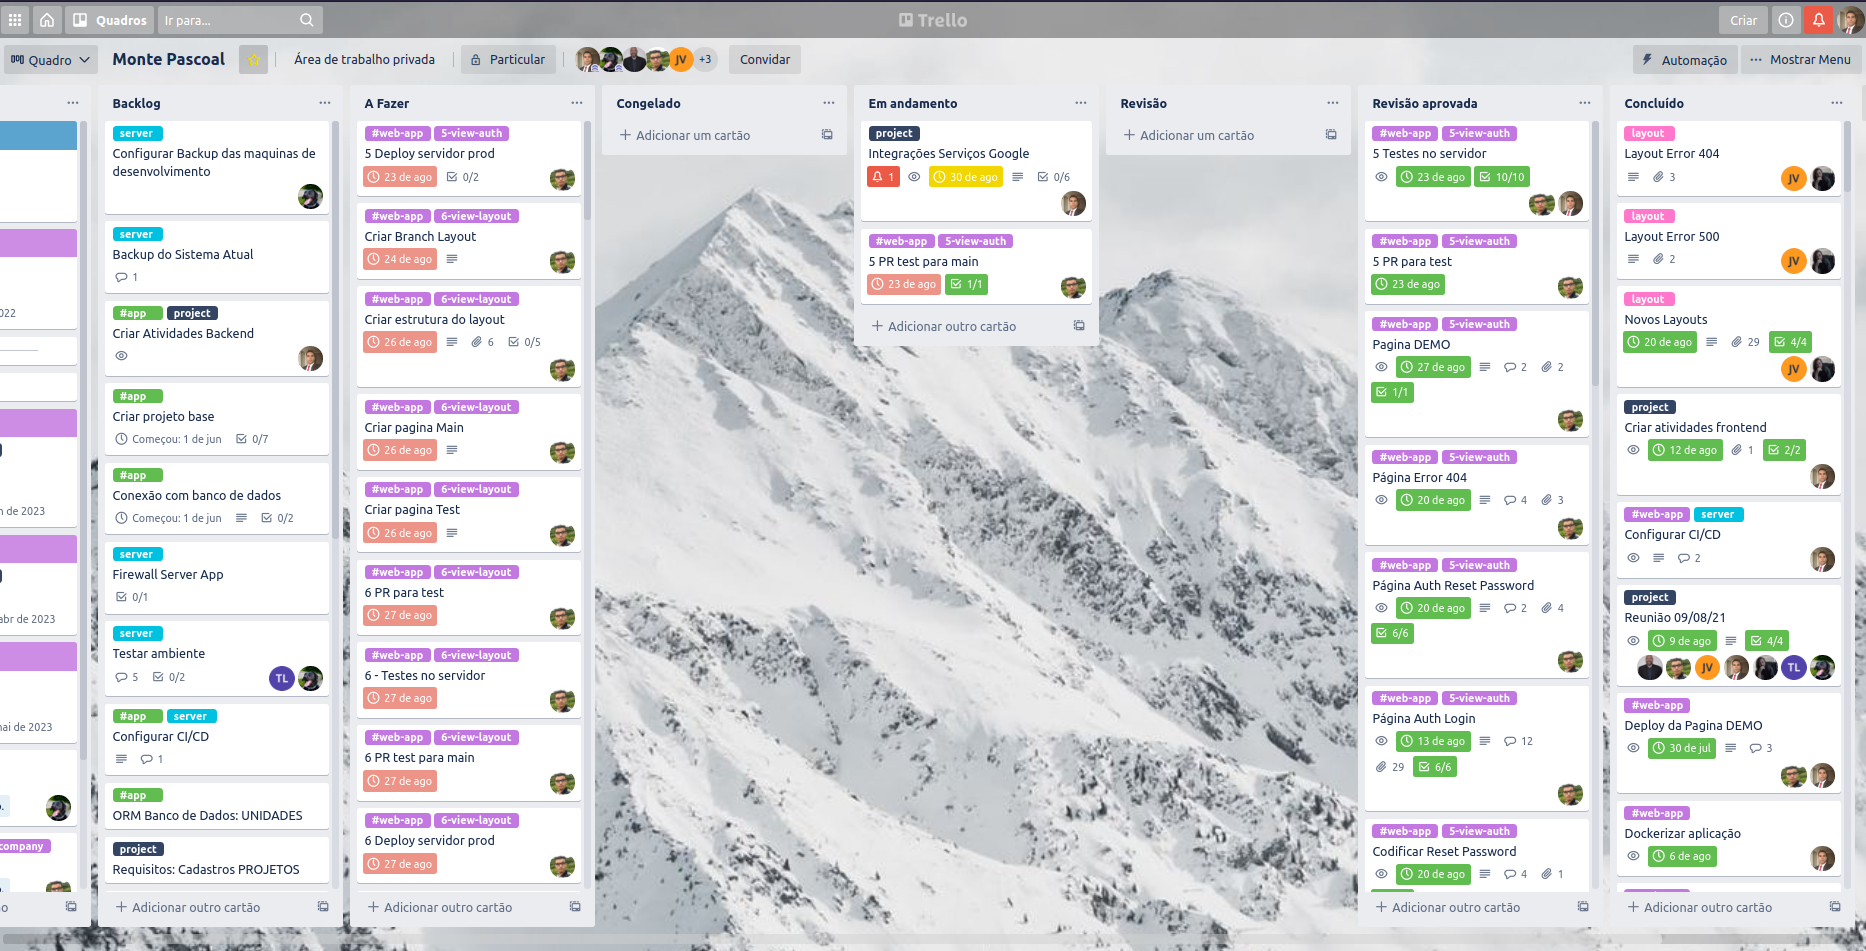 Quadros
Ir para...
Trello
Criar
Quadro
Monte Pascoal
Área de trabalho privada
Particular
JV
+3
Convidar
Automação
Mostrar Menu
022
de 2023
abr de 2023
mai de 2023
company
Backlog
server
Configurar Backup das maquinas de
desenvolvimento
server
Backup do Sistema Atual
1
#app project
Criar Atividades Backend
#app
Criar projeto base
Começou: 1 de jun 0/7
#app
Conexão com banco de dados
Começou: 1 de jun 0/2
server
Firewall Server App
0/1
server
Testar ambiente
5 0/2 TL
#app server
Configurar CI/CD
1
#app
ORM Banco de Dados: UNIDADES
project
Requisitos: Cadastros PROJETOS
+ Adicionar outro cartão
A Fazer
#web-app 5-view-auth
5 Deploy servidor prod
23 de ago 0/2
#web-app 6-view-layout
Criar Branch Layout
24 de ago
#web-app 6-view-layout
Criar estrutura do layout
26 de ago 6 0/5
#web-app 6-view-layout
Criar pagina Main
26 de ago
#web-app 6-view-layout
Criar pagina Test
26 de ago
#web-app 6-view-layout
6 PR para test
27 de ago
#web-app 6-view-layout
6 - Testes no servidor
27 de ago
#web-app 6-view-layout
6 PR test para main
27 de ago
#web-app 6-view-layout
6 Deploy servidor prod
27 de ago
+ Adicionar outro cartão
Congelado
+ Adicionar um cartão
Em andamento
project
Integrações Serviços Google
1 30 de ago 0/6
#web-app 5-view-auth
5 PR test para main
23 de ago 1/1
+ Adicionar outro cartão
Revisão
+ Adicionar um cartão
Revisão aprovada
#web-app 5-view-auth
5 Testes no servidor
23 de ago 10/10
#web-app 5-view-auth
5 PR para test
23 de ago
#web-app 5-view-auth
Pagina DEMO
27 de ago 2 2
1/1
#web-app 5-view-auth
Página Error 404
20 de ago 4 3
#web-app 5-view-auth
Página Auth Reset Password
20 de ago 2 4
6/6
#web-app 5-view-auth
Página Auth Login
13 de ago 12
29 6/6
#web-app 5-view-auth
Codificar Reset Password
20 de ago 4 1
+ Adicionar outro cartão
Concluído
layout
Layout Error 404
3 JV
layout
Layout Error 500
2 JV
layout
Novos Layouts
20 de ago 29 4/4
JV
project
Criar atividades frontend
12 de ago 1 2/2
#web-app server
Configurar CI/CD
2
project
Reunião 09/08/21
9 de ago 4/4
JV TL
#web-app
Deploy da Pagina DEMO
30 de jul 3
#web-app
Dockerizar aplicação
6 de ago
+ Adicionar outro cartão